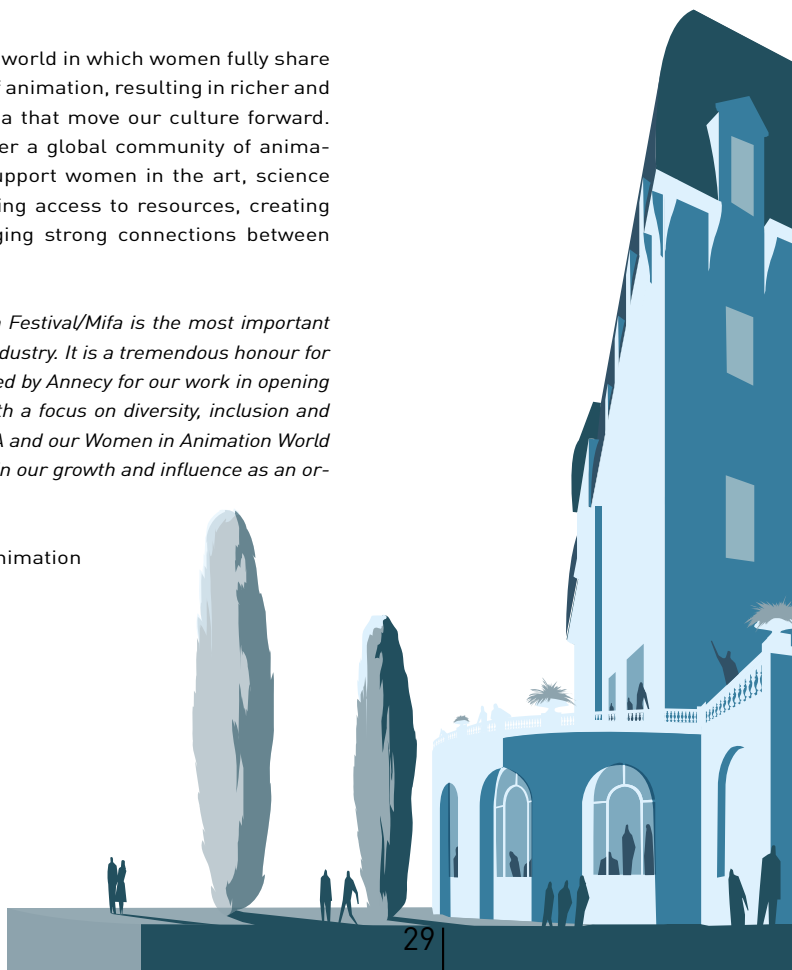 world in which women fully share
animation, resulting in richer and
a that move our culture forward.
er a global community of anima-
upport women in the art, science
ing access to resources, creating
ging strong connections between
Festival/Mifa is the most important
dustry. It is a tremendous honour for
ed by Annecy for our work in opening
th a focus on diversity, inclusion and
A and our Women in Animation World
in our growth and influence as an or-
nimation
29